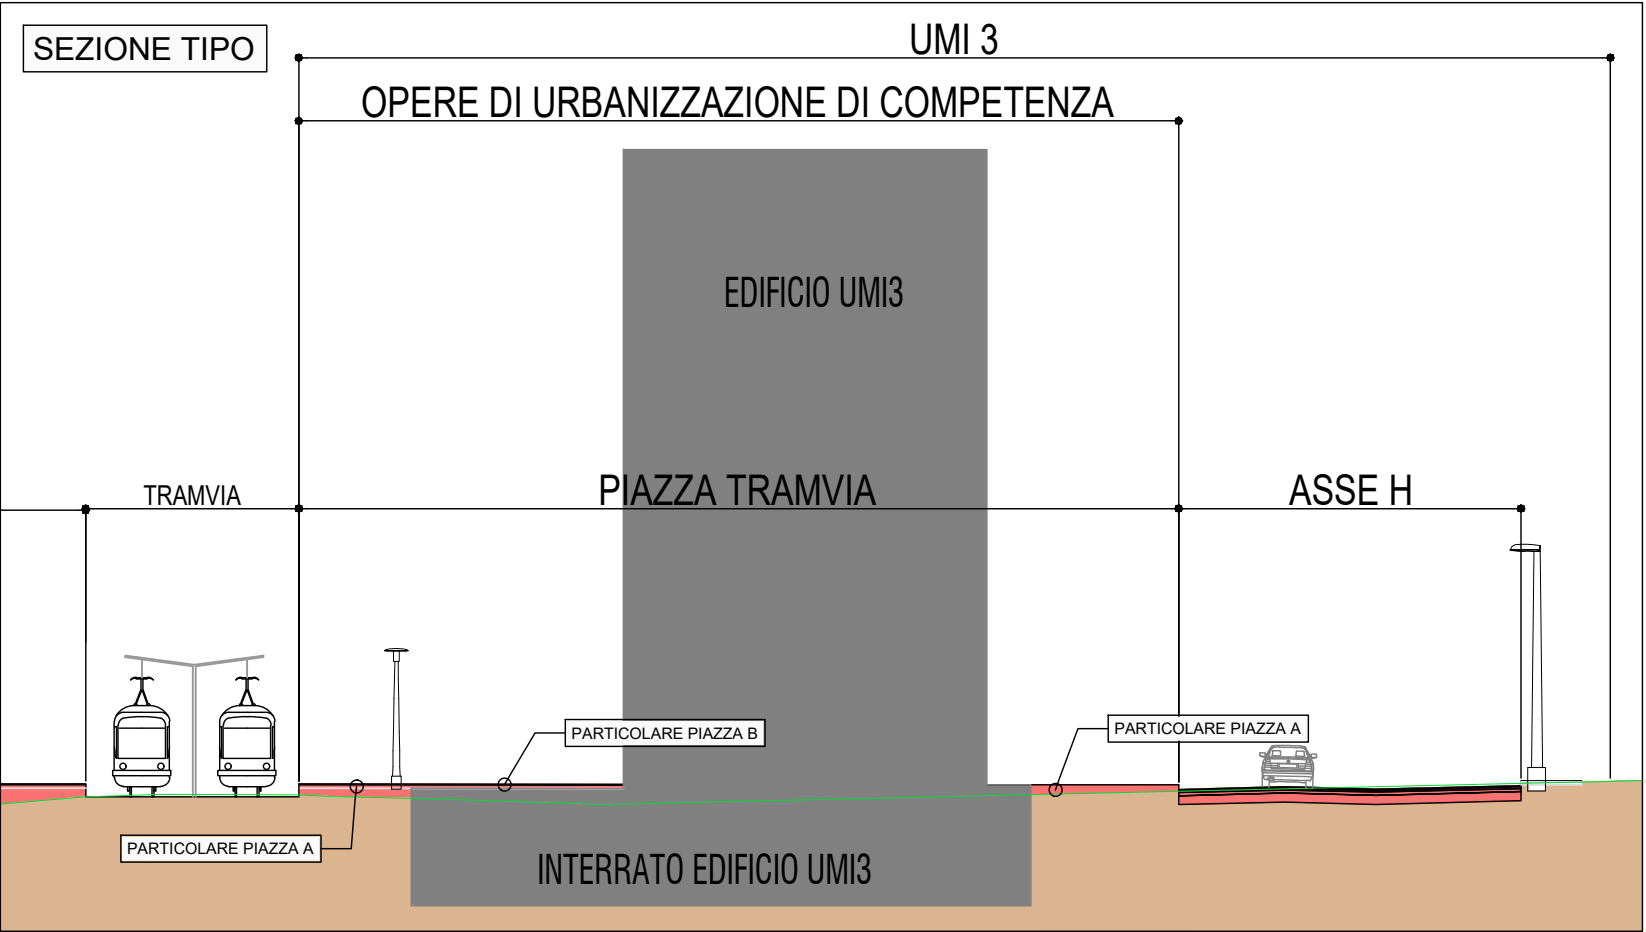 SEZIONE TIPO
UMI 3
OPERE DI URBANIZZAZIONE DI COMPETENZA
EDIFICIO UMI3
TRAMVIA
PIAZZA TRAMVIA
ASSE H
PARTICOLARE PIAZZA B
PARTICOLARE PIAZZA A
PARTICOLARE PIAZZA A
INTERRATO EDIFICIO UMI3